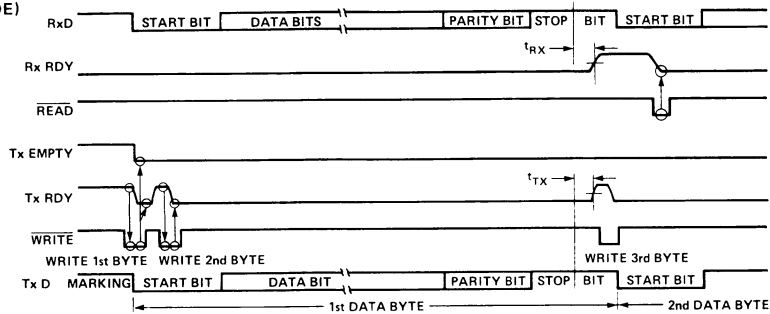 DE)
RxD START BIT DATA BITS PARITY BIT STOP BIT START BIT
tRX
Rx RDY
READ
Tx EMPTY
Tx RDY tTX
WRITE
WRITE 1st BYTE WRITE 2nd BYTE WRITE 3rd BYTE
Tx D MARKING START BIT DATA BIT PARITY BIT STOP BIT START BIT
1st DATA BYTE 2nd DATA BYTE